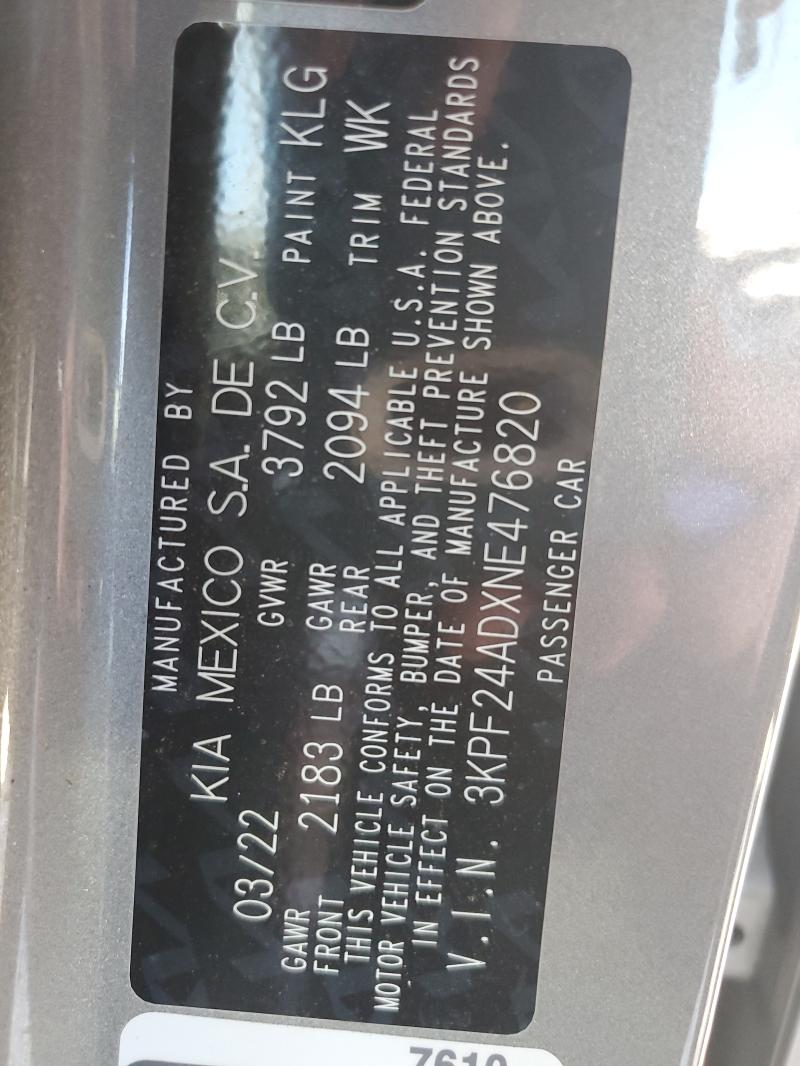 MANUFACTURED BY
KIA MEXICO S.A. DE C.V.
03/22 GVWR 3792 LB PAINT KLG
GAWR FRONT 2183 LB GAWR REAR 2094 LB TRIM WK
THIS VEHICLE CONFORMS TO ALL APPLICABLE U.S.A. FEDERAL
MOTOR VEHICLE SAFETY, BUMPER, AND THEFT PREVENTION STANDARDS
IN EFFECT ON THE DATE OF MANUFACTURE SHOWN ABOVE.
V.I.N. 3KPF24ADXNE476820
PASSENGER CAR
7610